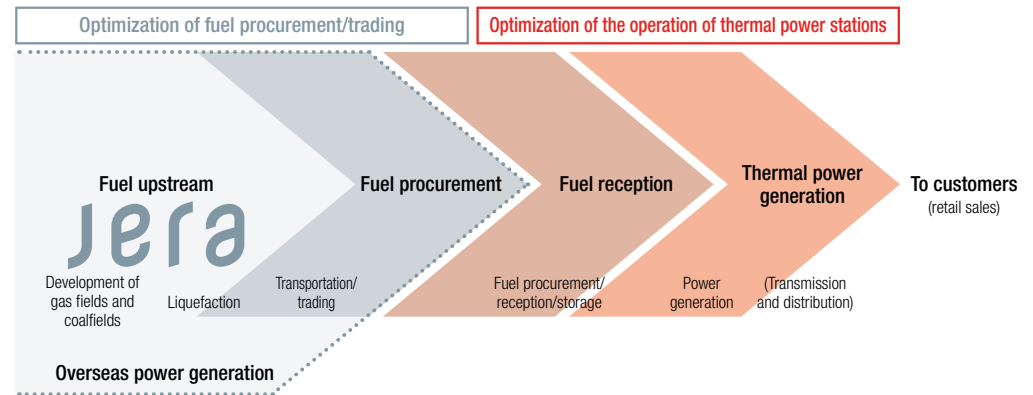 Optimization of fuel procurement/trading
Optimization of the operation of thermal power stations
Fuel upstream
Fuel procurement
Fuel reception
Thermal power
generation
To customers
(retail sales)
Jera
Development of
gas fields and
coalfields
Liquefaction
Transportation/
trading
Fuel procurement/
reception/storage
Power
generation
(Transmission
and distribution)
Overseas power generation